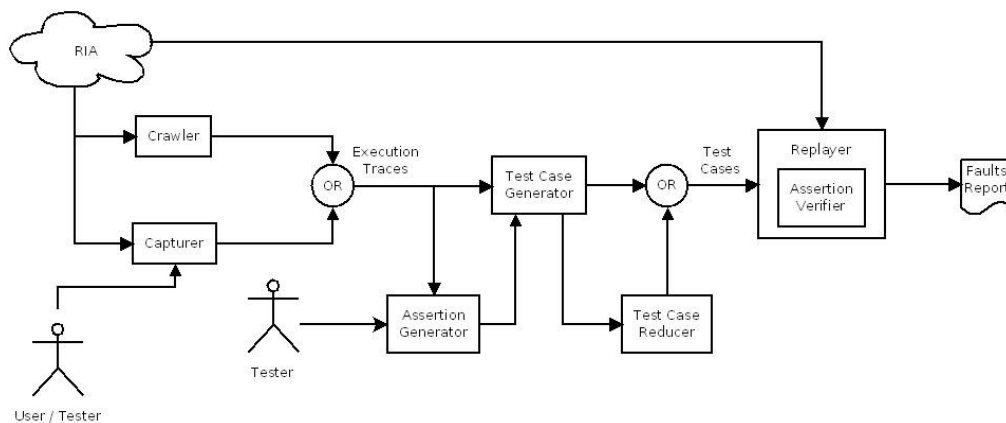 RIA
Crawler
Capturer
User / Tester
OR
Execution
Traces
Tester
Assertion
Generator
Test Case
Generator
Test Case
Reducer
OR
Test
Cases
Replayer
Assertion
Verifier
Faults
Report